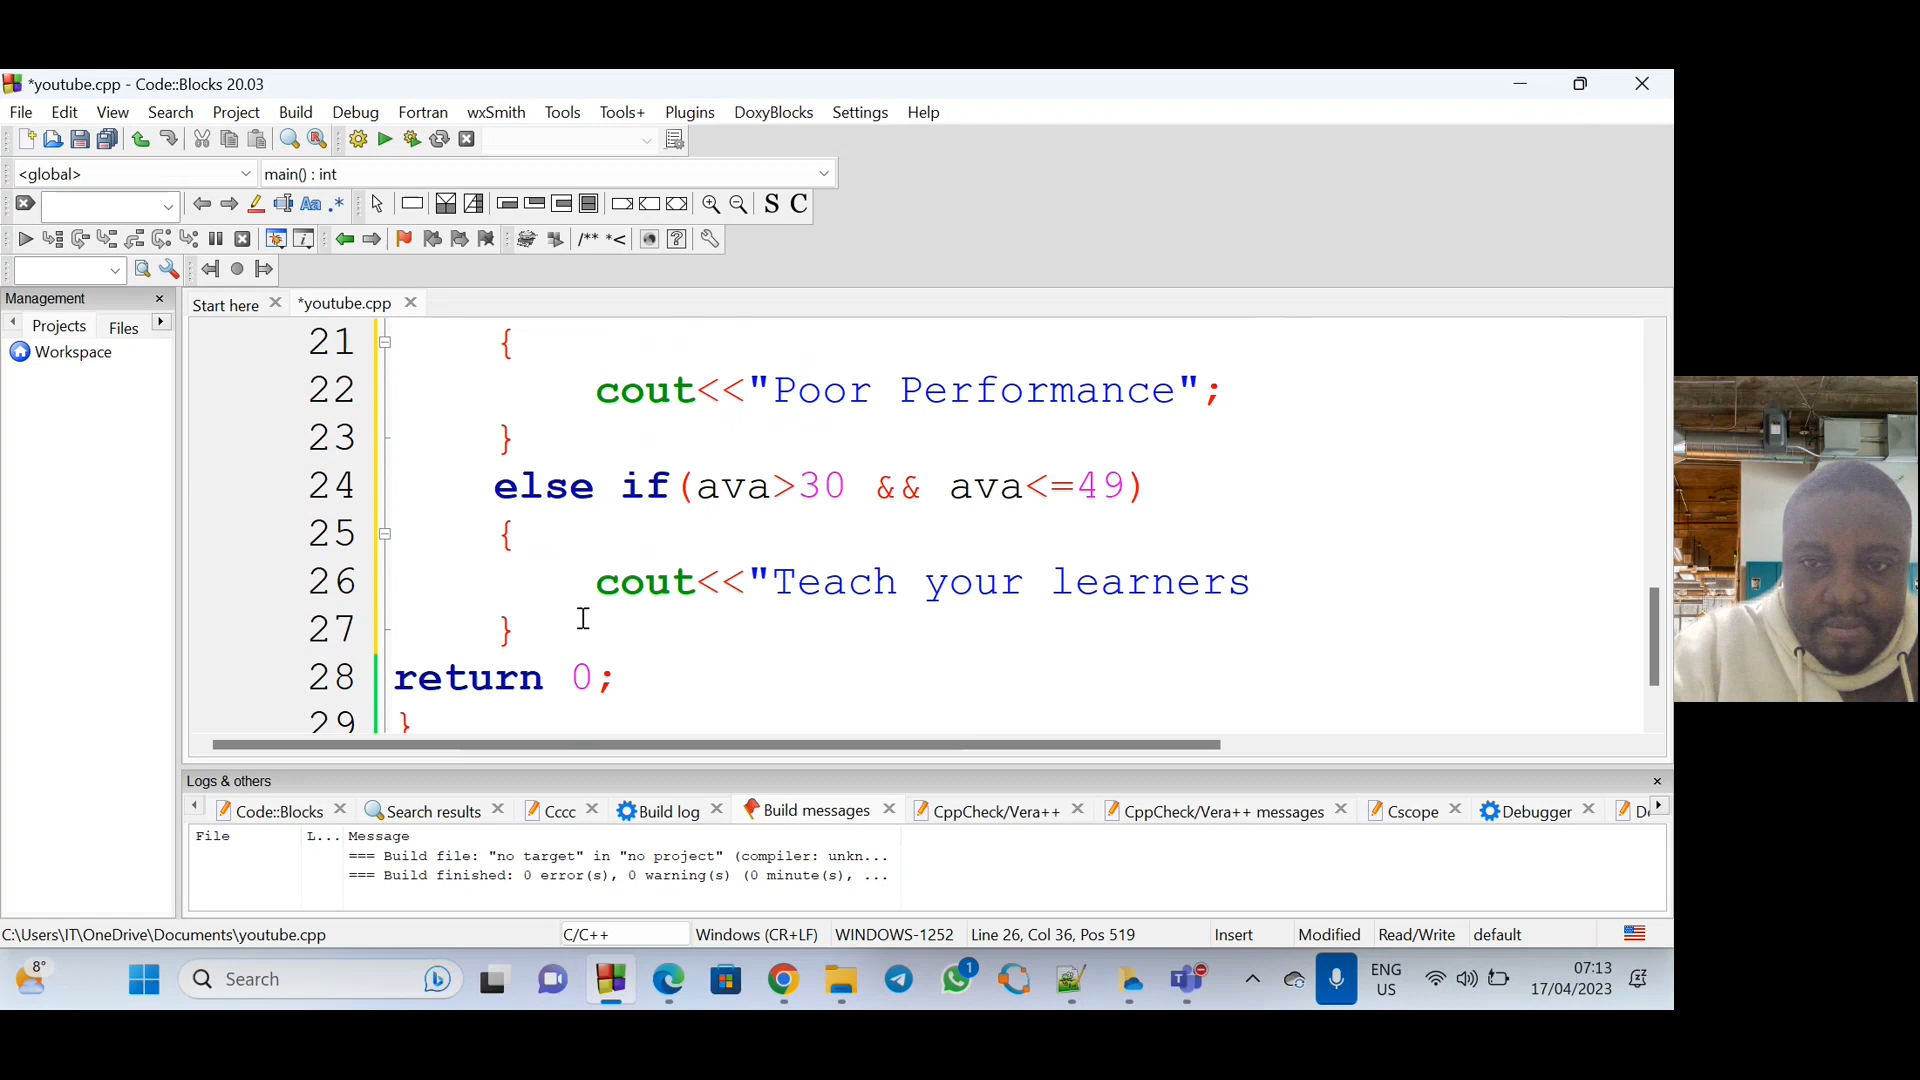 *youtube.cpp - Code::Blocks 20.03
File Edit View Search Project Build Debug Fortran wxSmith Tools Tools+ Plugins DoxyBlocks Settings Help
<global> main() : int
S C
Management
Projects Files
Workspace
Start here *youtube.cpp
21 {
22 cout<<"Poor Performance";
23 }
24 else if(ava>30 && ava<=49)
25 {
26 cout<<"Teach your learners
27 }
28 return 0;
29 }
Logs & others
Code::Blocks Search results Cccc Build log Build messages CppCheck/Vera++ CppCheck/Vera++ messages Cscope Debugger
File L... Message
=== Build file: "no target" in "no project" (compiler: unkn...
=== Build finished: 0 error(s), 0 warning(s) (0 minute(s), ...
C:\Users\IT\OneDrive\Documents\youtube.cpp C/C++ Windows (CR+LF) WINDOWS-1252 Line 26, Col 36, Pos 519 Insert Modified Read/Write default
8° Search 1 ENG US 07:13 17/04/2023